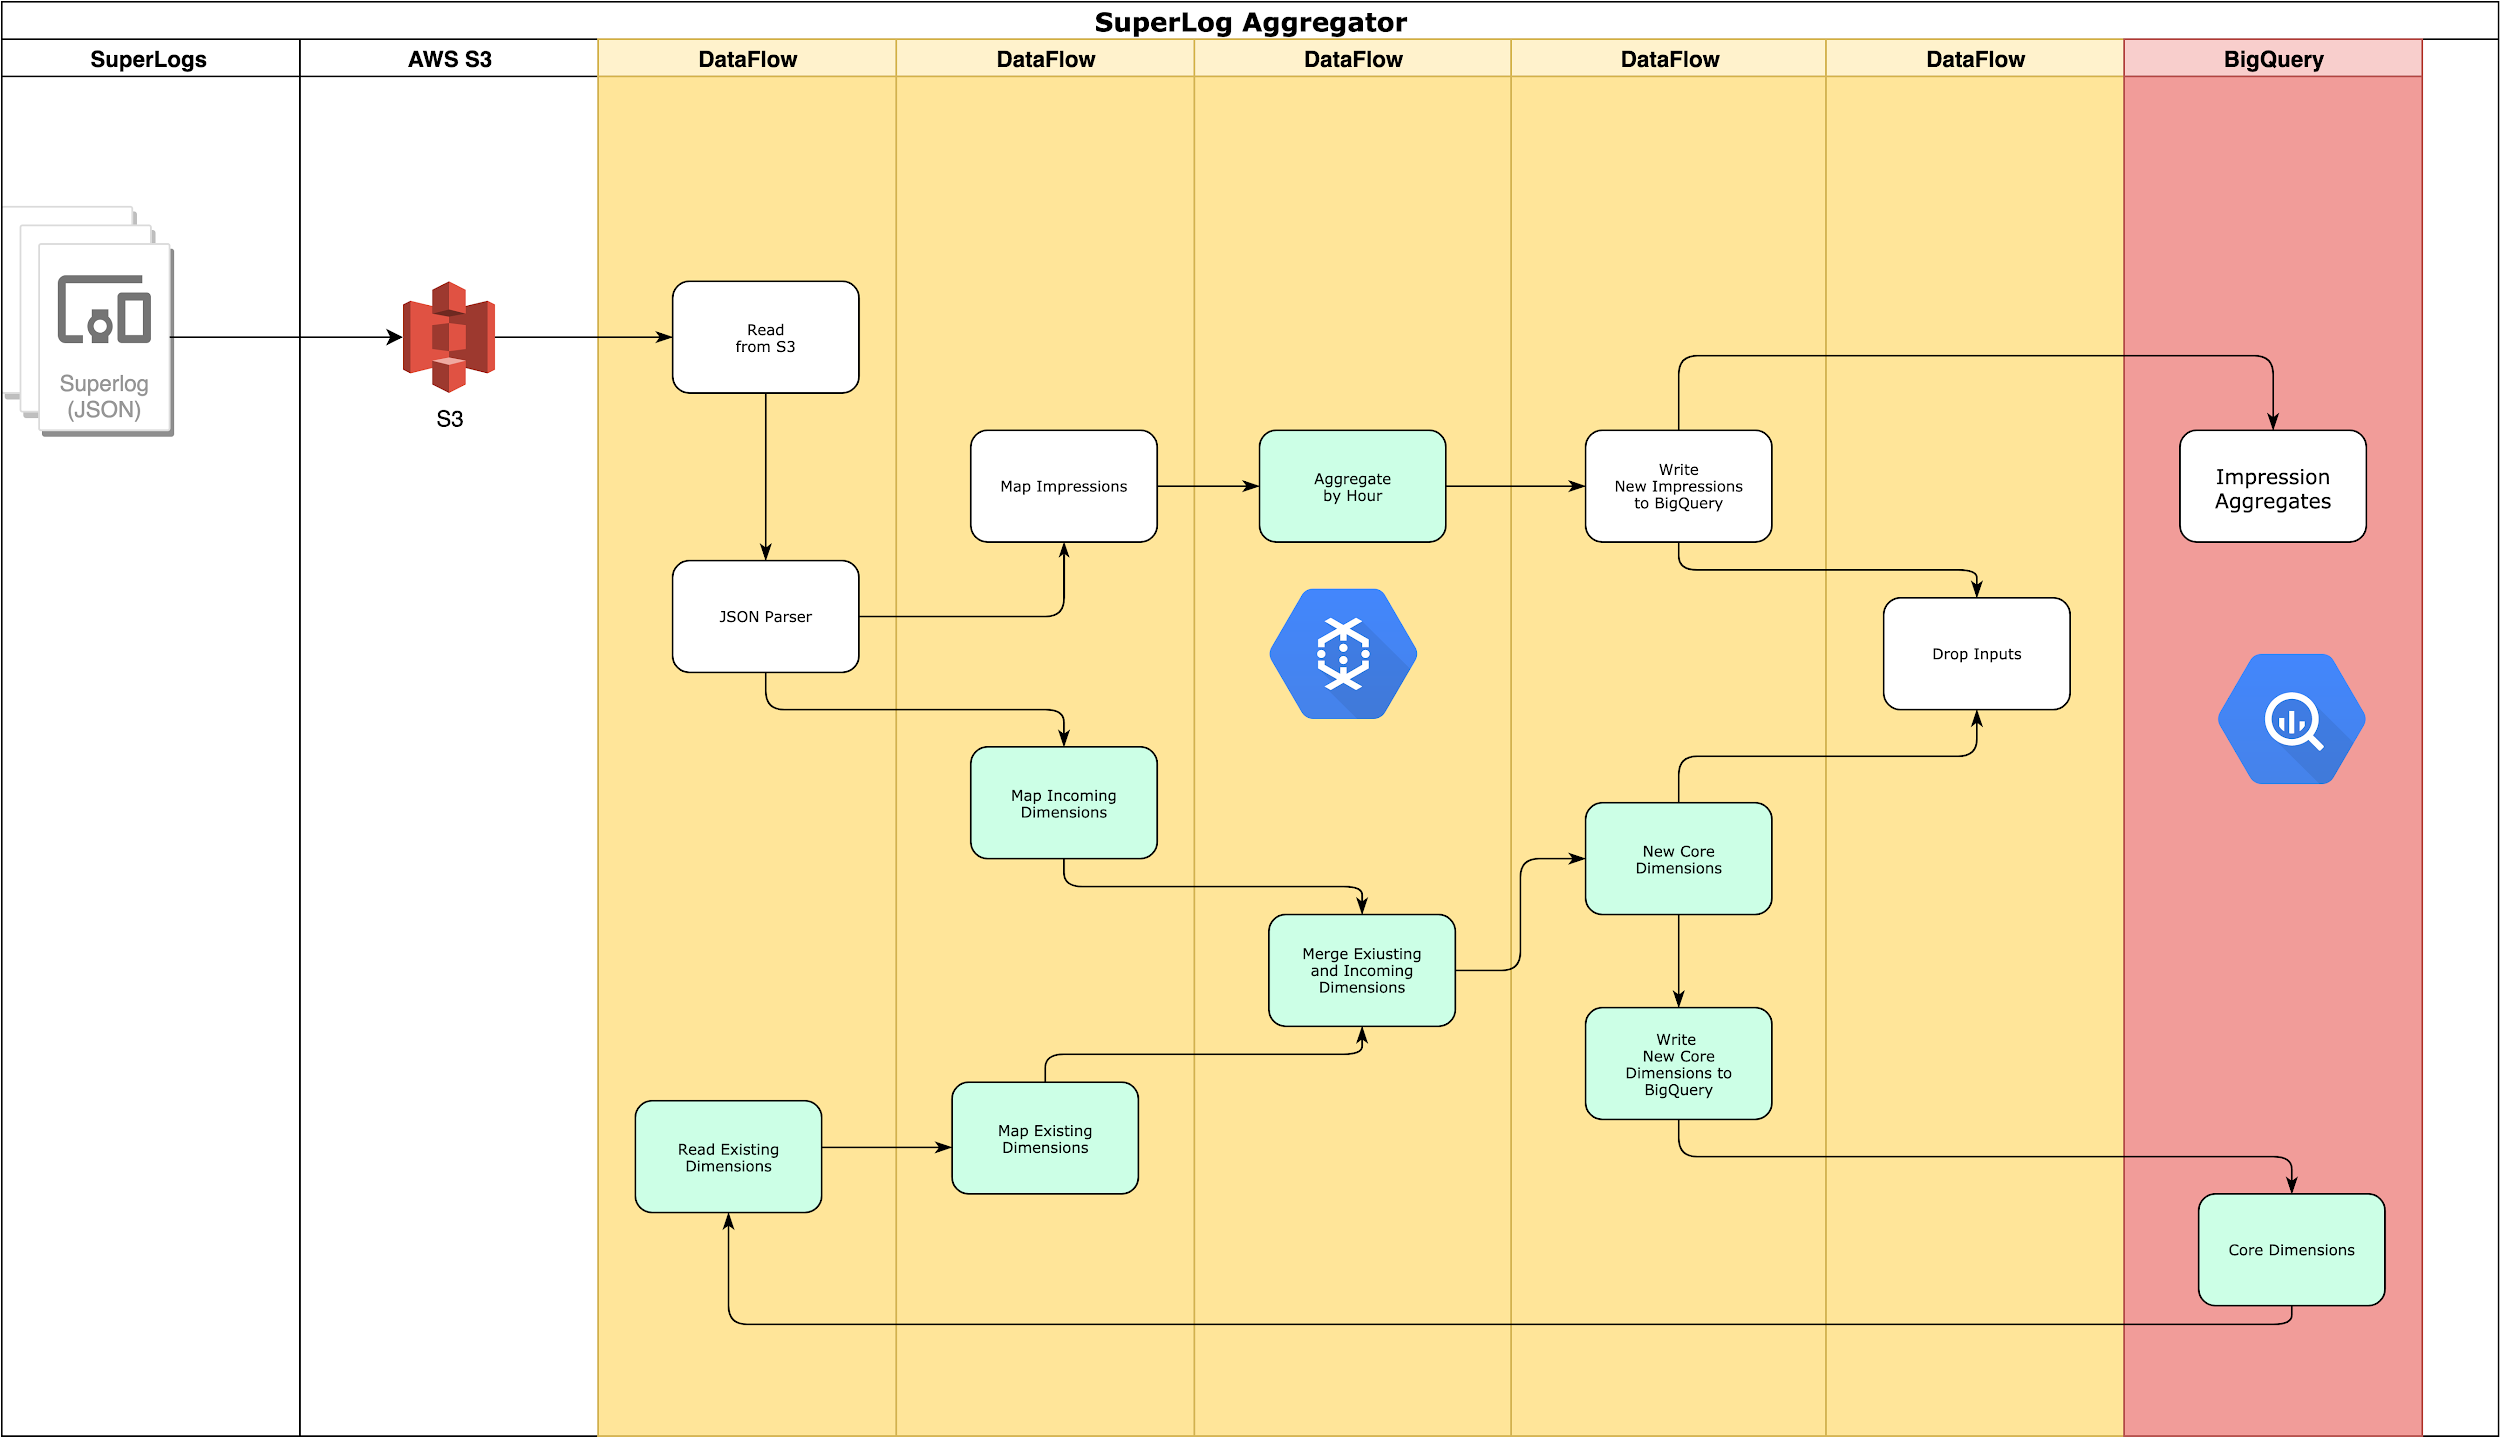 SuperLog Aggregator
SuperLogs
AWS S3
DataFlow
DataFlow
DataFlow
DataFlow
DataFlow
BigQuery
Superlog
(JSON)
S3
Read
from S3
JSON Parser
Map Impressions
Aggregate
by Hour
Write
New Impressions
to BigQuery
Impression
Aggregates
Drop Inputs
Map Incoming
Dimensions
New Core
Dimensions
Merge Exiusting
and Incoming
Dimensions
Write
New Core
Dimensions to
BigQuery
Read Existing
Dimensions
Map Existing
Dimensions
Core Dimensions